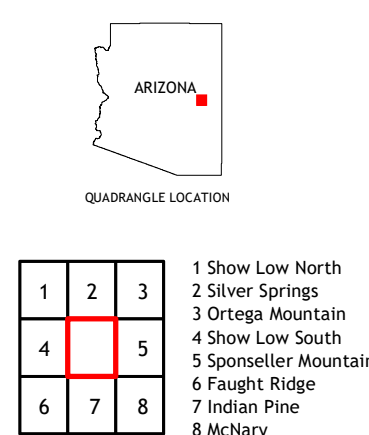 ARIZONA
QUADRANGLE LOCATION
1 2 3
4 5
6 7 8
1 Show Low North
2 Silver Springs
3 Ortega Mountain
4 Show Low South
5 Sponseller Mountain
6 Faught Ridge
7 Indian Pine
8 McNary